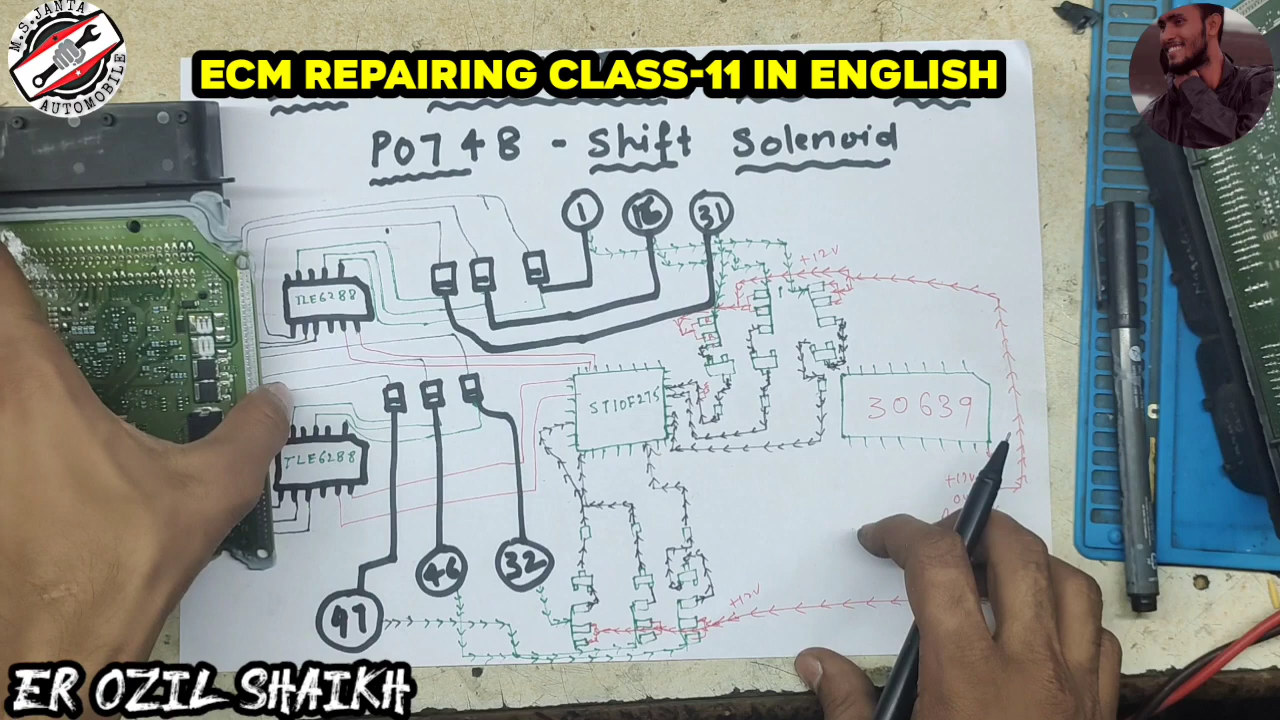 M.S.JANTA
AUTOMOBILE
ECM REPAIRING CLASS-11 IN ENGLISH
P0748 - Shift Solenoid
1 16 31
+12V
TLE6288
ST10F275
30639
TLE6288
+12V
47 46 32
+12V
ER OZIL SHAIKH